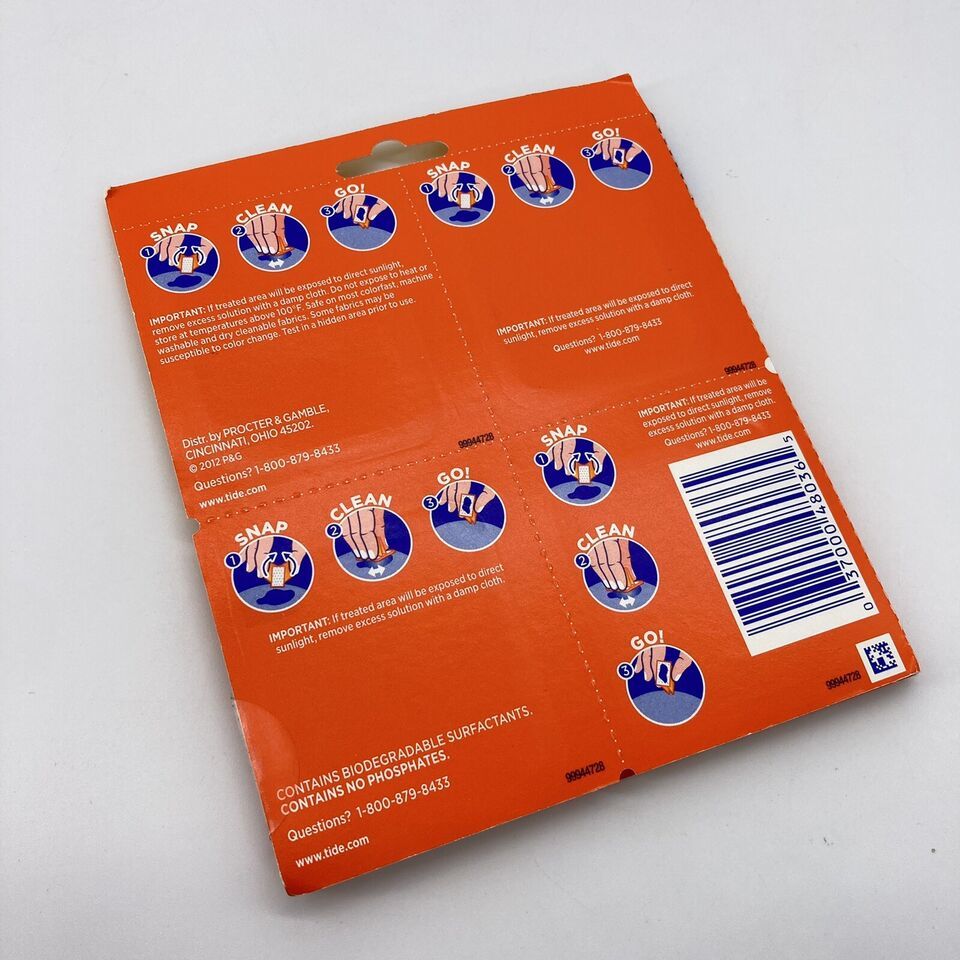 SNAP
1
CLEAN
2
GO!
3
IMPORTANT: If treated area will be exposed to direct sunlight,
remove excess solution with a damp cloth. Do not expose to heat or
store at temperatures above 100°F. Safe on most colorfast, machine
washable and dry cleanable fabrics. Some fabrics may be
susceptible to color change. Test in a hidden area prior to use.
Distr. by PROCTER & GAMBLE,
CINCINNATI, OHIO 45202.
© 2012 P&G
Questions? 1-800-879-8433
www.tide.com
99944728
SNAP
1
CLEAN
2
GO!
3
IMPORTANT: If treated area will be exposed to direct
sunlight, remove excess solution with a damp cloth.
Questions? 1-800-879-8433
www.tide.com
99944728
SNAP
1
CLEAN
2
GO!
3
IMPORTANT: If treated area will be exposed to direct
sunlight, remove excess solution with a damp cloth.
CONTAINS BIODEGRADABLE SURFACTANTS.
CONTAINS NO PHOSPHATES.
Questions? 1-800-879-8433
www.tide.com
99944728
SNAP
1
CLEAN
2
GO!
3
IMPORTANT: If treated area will be
exposed to direct sunlight, remove
excess solution with a damp cloth.
Questions? 1-800-879-8433
www.tide.com
0 37000 48036 5
99944728